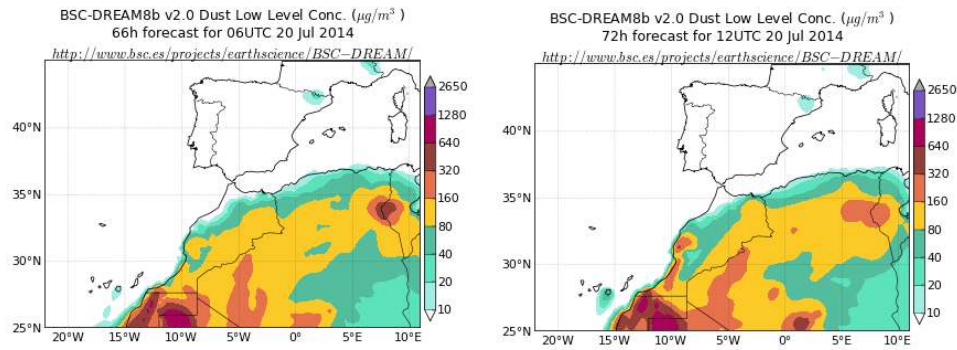 BSC-DREAM8b v2.0 Dust Low Level Conc. (μg/m³ )
66h forecast for 06UTC 20 Jul 2014
http://www.bsc.es/projects/earthscience/BSC−DREAM/
40°N
35°N
30°N
25°N
20°W
15°W
10°W
5°W
0°
5°E
10°E
2650
1280
640
320
160
80
40
20
10
BSC-DREAM8b v2.0 Dust Low Level Conc. (μg/m³ )
72h forecast for 12UTC 20 Jul 2014
http://www.bsc.es/projects/earthscience/BSC−DREAM/
40°N
35°N
30°N
25°N
20°W
15°W
10°W
5°W
0°
5°E
10°E
2650
1280
640
320
160
80
40
20
10